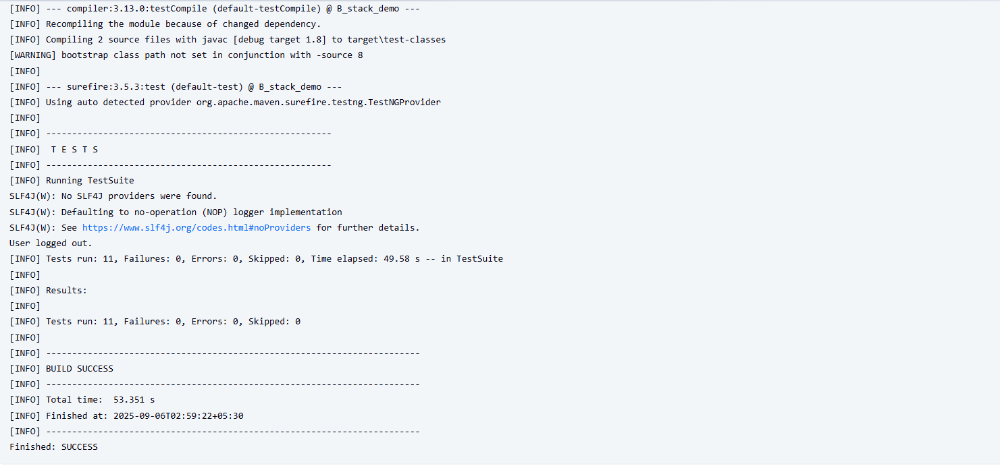 [INFO] --- compiler:3.13.0:testCompile (default-testCompile) @ B_stack_demo ---
[INFO] Recompiling the module because of changed dependency.
[INFO] Compiling 2 source files with javac [debug target 1.8] to target\test-classes
[WARNING] bootstrap class path not set in conjunction with -source 8
[INFO]
[INFO] --- surefire:3.5.3:test (default-test) @ B_stack_demo ---
[INFO] Using auto detected provider org.apache.maven.surefire.testng.TestNGProvider
[INFO]
[INFO] -------------------------------------------------------
[INFO]  T E S T S
[INFO] -------------------------------------------------------
[INFO] Running TestSuite
SLF4J(W): No SLF4J providers were found.
SLF4J(W): Defaulting to no-operation (NOP) logger implementation
SLF4J(W): See https://www.slf4j.org/codes.html#noProviders for further details.
User logged out.
[INFO] Tests run: 11, Failures: 0, Errors: 0, Skipped: 0, Time elapsed: 49.58 s -- in TestSuite
[INFO]
[INFO] Results:
[INFO]
[INFO] Tests run: 11, Failures: 0, Errors: 0, Skipped: 0
[INFO]
[INFO] ------------------------------------------------------------------------
[INFO] BUILD SUCCESS
[INFO] ------------------------------------------------------------------------
[INFO] Total time:  53.351 s
[INFO] Finished at: 2025-09-06T02:59:22+05:30
[INFO] ------------------------------------------------------------------------
Finished: SUCCESS